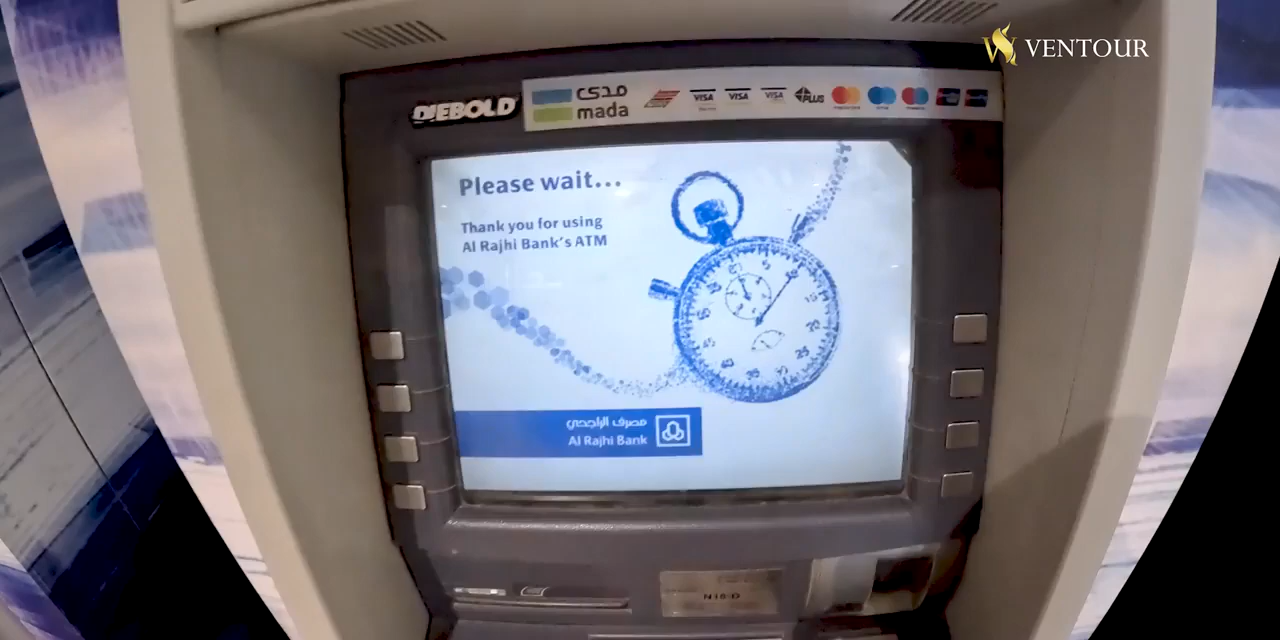 VENTOUR
DIEBOLD
مدى
mada
VISA
VISA
VISA
PLUS
Please wait...
Thank you for using
Al Rajhi Bank's ATM
مصرف الراجحي
Al Rajhi Bank